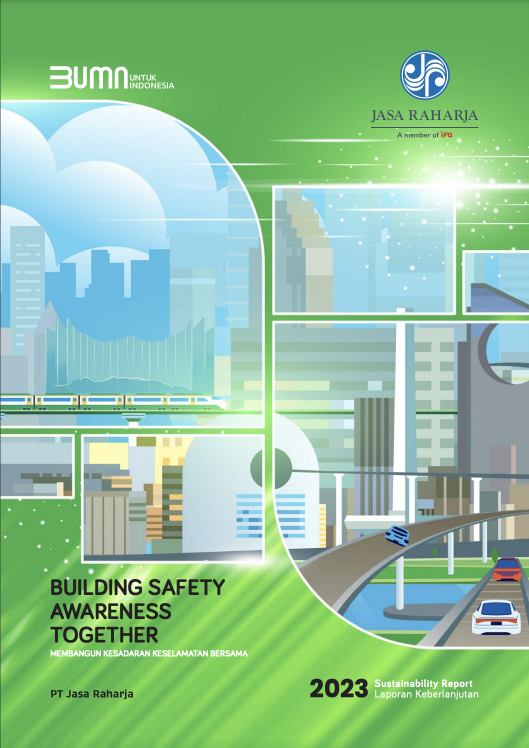 BUMN UNTUK
INDONESIA
JASA RAHARJA
A member of IFG
BUILDING SAFETY
AWARENESS
TOGETHER
MEMBANGUN KESADARAN KESELAMATAN BERSAMA
PT Jasa Raharja
2023 Sustainability Report
Laporan Keberlanjutan